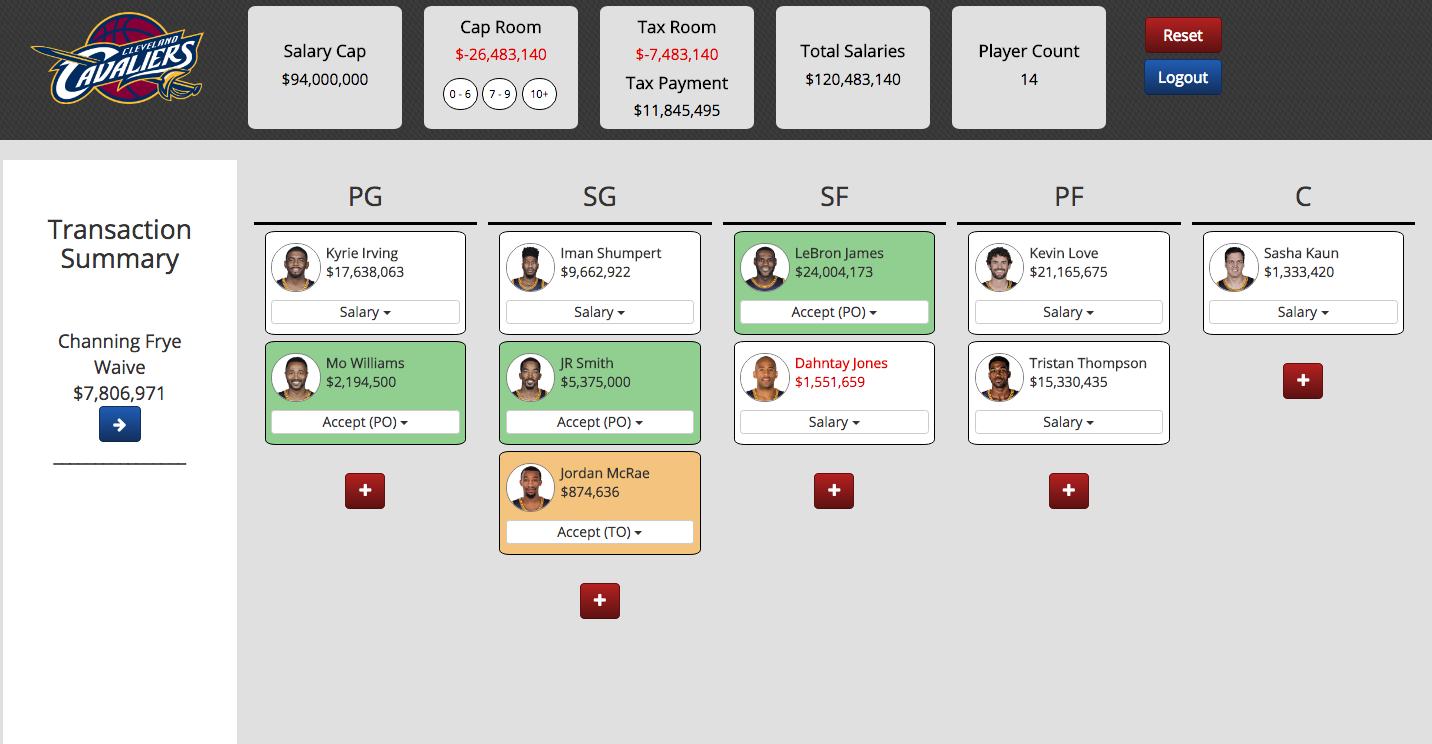 CLEVELAND
CAVALIERS
Salary Cap
$94,000,000
Cap Room
$-26,483,140
0 - 6
7 - 9
10+
Tax Room
$-7,483,140
Tax Payment
$11,845,495
Total Salaries
$120,483,140
Player Count
14
Reset
Logout
Transaction
Summary
Channing Frye
Waive
$7,806,971
PG
Kyrie Irving
$17,638,063
Salary
Mo Williams
$2,194,500
Accept (PO)
+
SG
Iman Shumpert
$9,662,922
Salary
JR Smith
$5,375,000
Accept (PO)
Jordan McRae
$874,636
Accept (TO)
+
SF
LeBron James
$24,004,173
Accept (PO)
Dahntay Jones
$1,551,659
Salary
+
PF
Kevin Love
$21,165,675
Salary
Tristan Thompson
$15,330,435
Salary
+
C
Sasha Kaun
$1,333,420
Salary
+